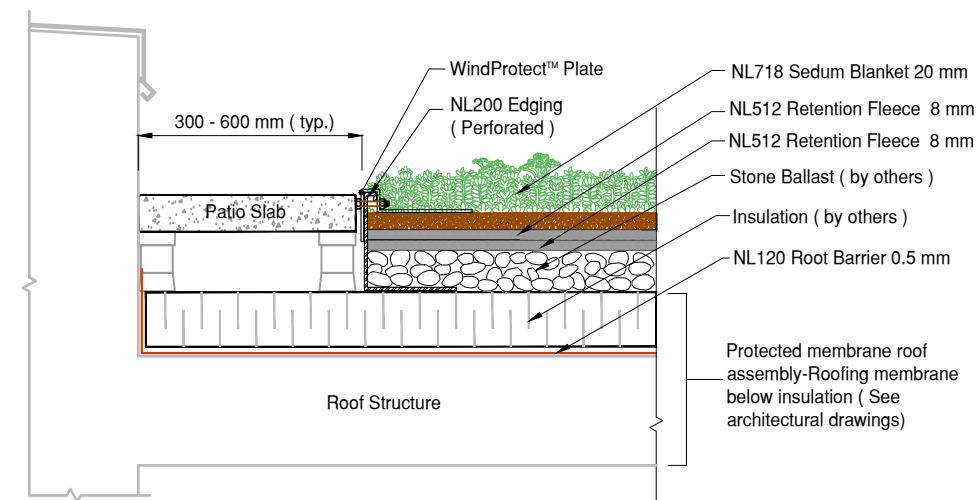 WindProtect™ Plate
NL200 Edging
( Perforated )
300 - 600 mm ( typ.)
Patio Slab
NL718 Sedum Blanket 20 mm
NL512 Retention Fleece 8 mm
NL512 Retention Fleece 8 mm
Stone Ballast ( by others )
Insulation ( by others )
NL120 Root Barrier 0.5 mm
Protected membrane roof
assembly-Roofing membrane
below insulation ( See
architectural drawings)
Roof Structure